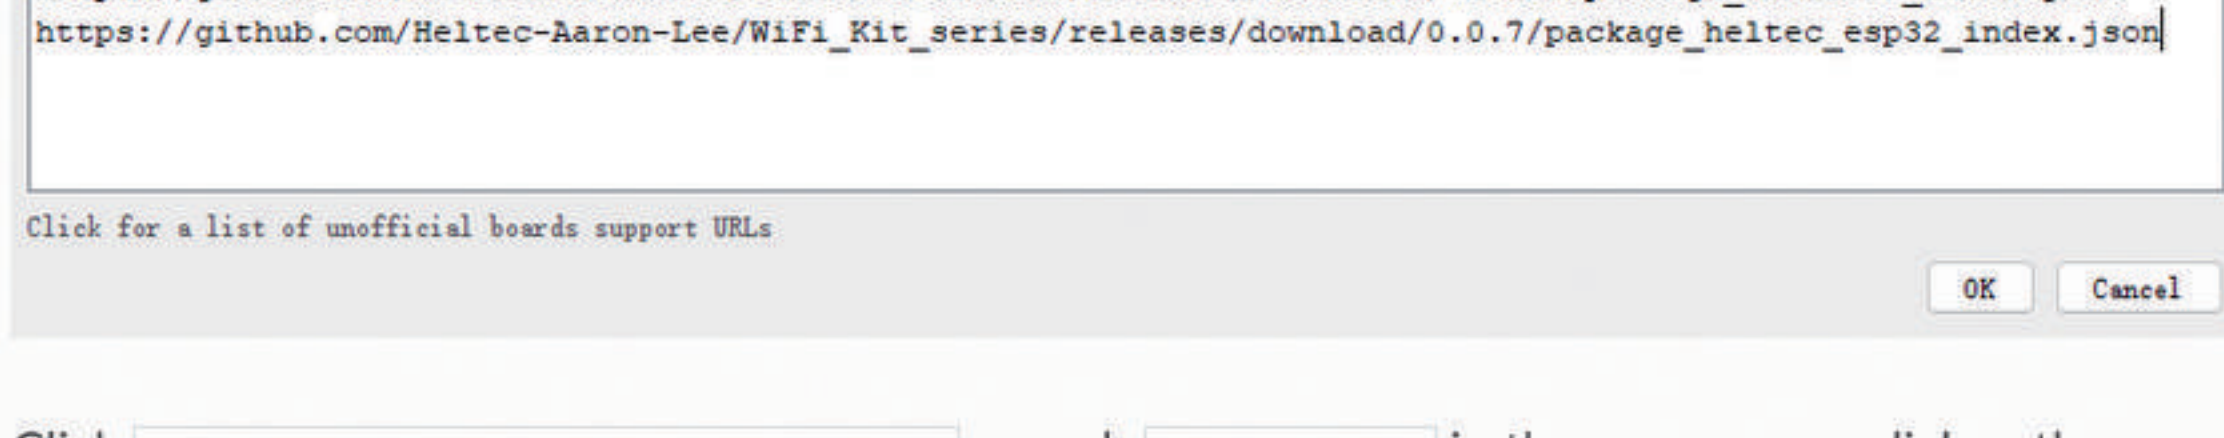 https://github.com/Heltec-Aaron-Lee/WiFi_Kit_series/releases/download/0.0.7/package_heltec_esp32_index.json
Click for a list of unofficial boards support URLs
OK Cancel